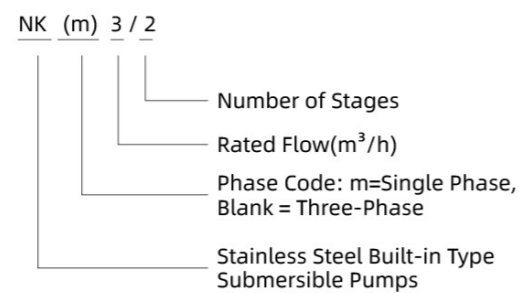 NK (m) 3 / 2
Number of Stages
Rated Flow(m³/h)
Phase Code: m=Single Phase,
Blank = Three-Phase
Stainless Steel Built-in Type
Submersible Pumps